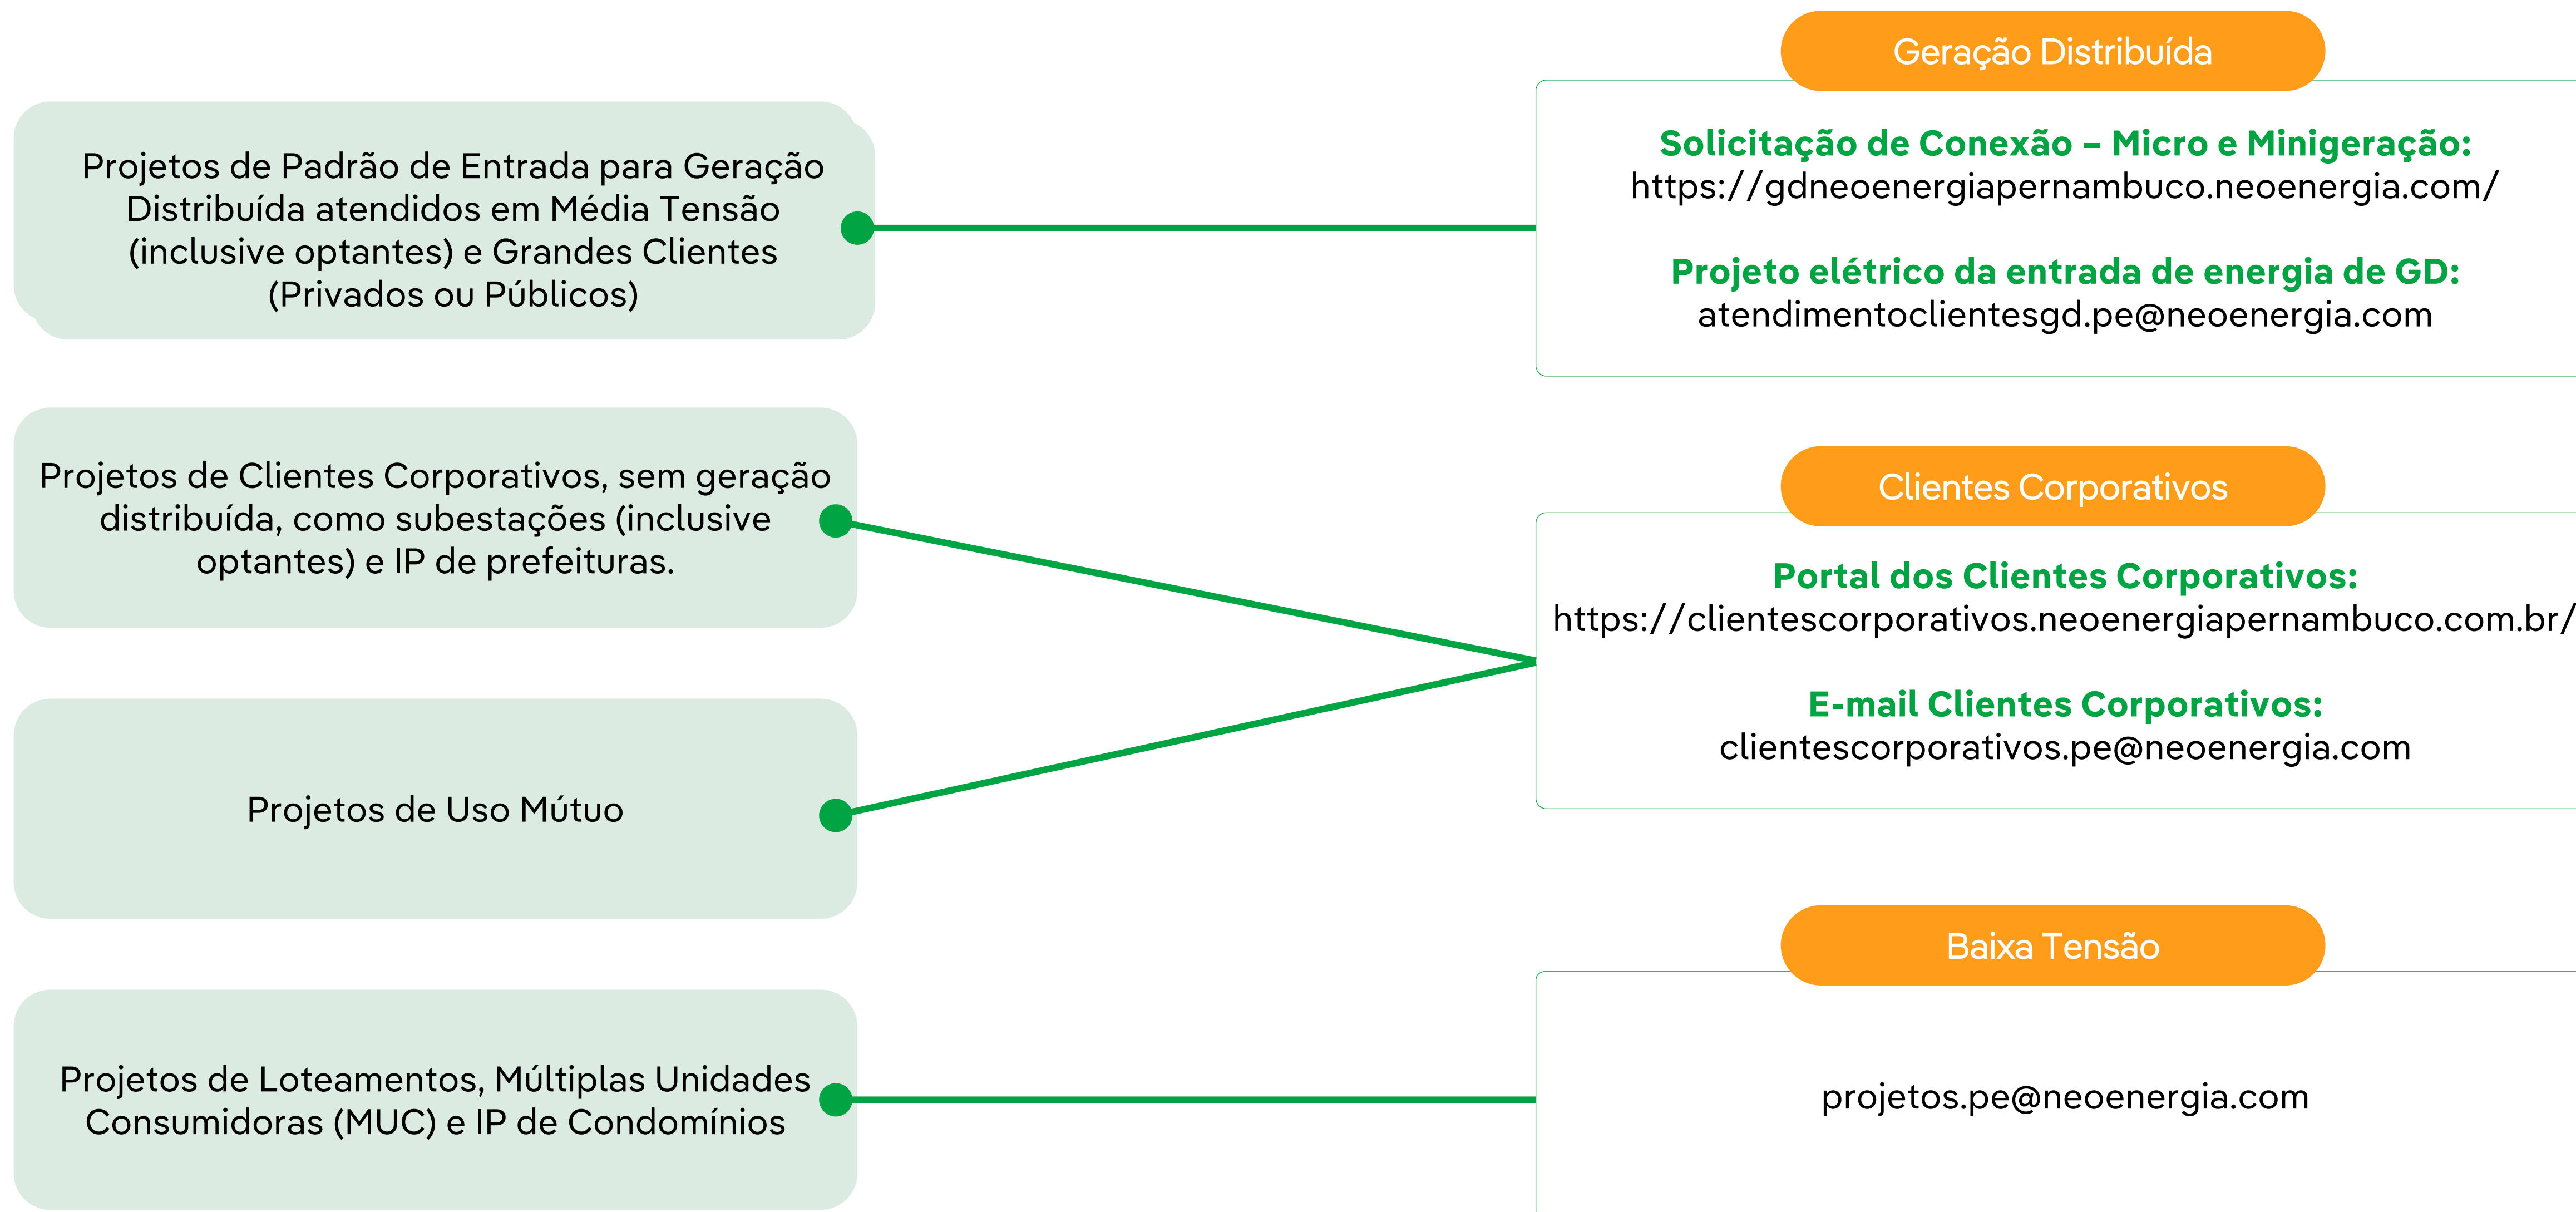 Geração Distribuída
Projetos de Padrão de Entrada para Geração
Distribuída atendidos em Média Tensão
(inclusive optantes) e Grandes Clientes
(Privados ou Públicos)
Solicitação de Conexão – Micro e Minigeração:
https://gdneoenergiapernambuco.neoenergia.com/
Projeto elétrico da entrada de energia de GD:
atendimentoclientesgd.pe@neoenergia.com
Projetos de Clientes Corporativos, sem geração
distribuída, como subestações (inclusive
optantes) e IP de prefeituras.
Clientes Corporativos
Portal dos Clientes Corporativos:
https://clientescorporativos.neoenergiapernambuco.com.br/
E-mail Clientes Corporativos:
clientescorporativos.pe@neoenergia.com
Projetos de Uso Mútuo
Baixa Tensão
Projetos de Loteamentos, Múltiplas Unidades
Consumidoras (MUC) e IP de Condomínios
projetos.pe@neoenergia.com